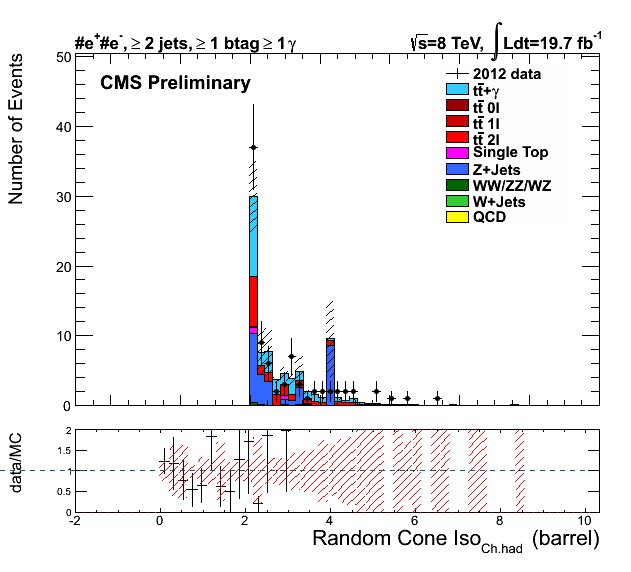 #e⁺#e⁻, ≥ 2 jets, ≥ 1 btag ≥ 1 γ
√s=8 TeV, ∫ Ldt=19.7 fb⁻¹
CMS Preliminary
2012 data
tt̄+γ
tt̄ 0l
tt̄ 1l
tt̄ 2l
Single Top
Z+Jets
WW/ZZ/WZ
W+Jets
QCD
Number of Events
50
40
30
20
10
0
data/MC
2
1.5
1
0.5
0
-2 0 2 4 6 8 10
Random Cone Iso_Ch.had (barrel)